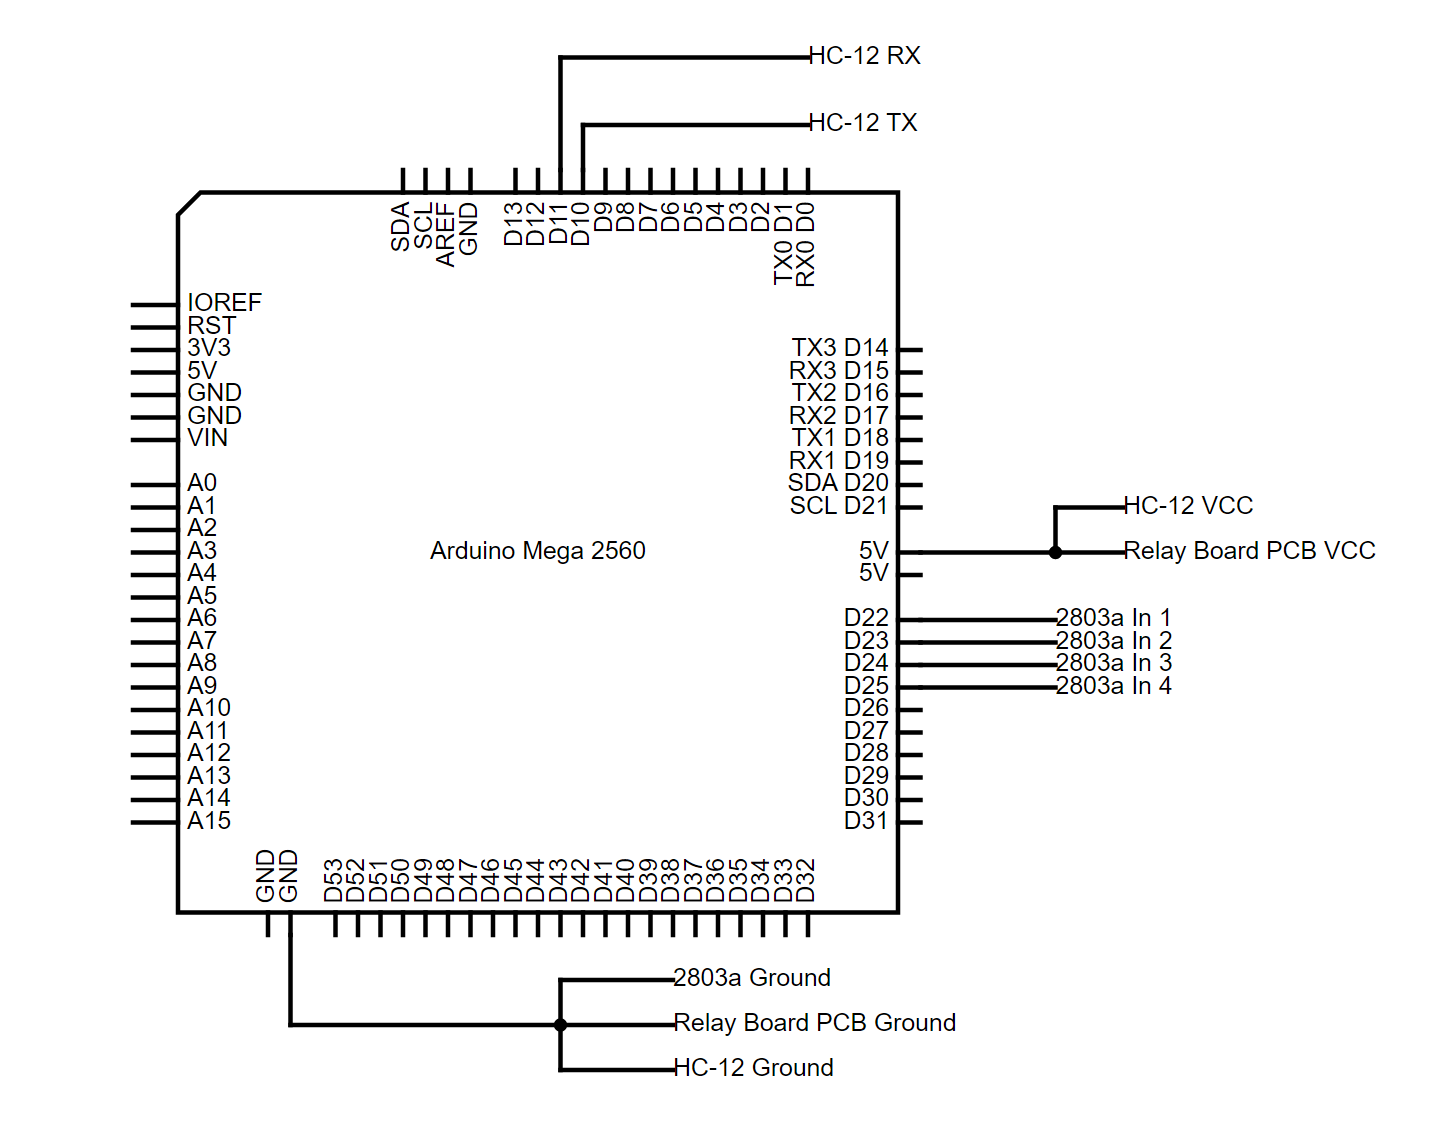 HC-12 RX
HC-12 TX
SDA
SCL
AREF
GND
D13
D12
D11
D10
D9
D8
D7
D6
D5
D4
D3
D2
TX0 D1
RX0 D0
IOREF
RST
3V3
5V
GND
GND
VIN
A0
A1
A2
A3
A4
A5
A6
A7
A8
A9
A10
A11
A12
A13
A14
A15
Arduino Mega 2560
TX3 D14
RX3 D15
TX2 D16
RX2 D17
TX1 D18
RX1 D19
SDA D20
SCL D21
5V
5V
D22
D23
D24
D25
D26
D27
D28
D29
D30
D31
HC-12 VCC
Relay Board PCB VCC
2803a In 1
2803a In 2
2803a In 3
2803a In 4
GND
GND
D53
D52
D51
D50
D49
D48
D47
D46
D45
D44
D43
D42
D41
D40
D39
D38
D37
D36
D35
D34
D33
D32
2803a Ground
Relay Board PCB Ground
HC-12 Ground